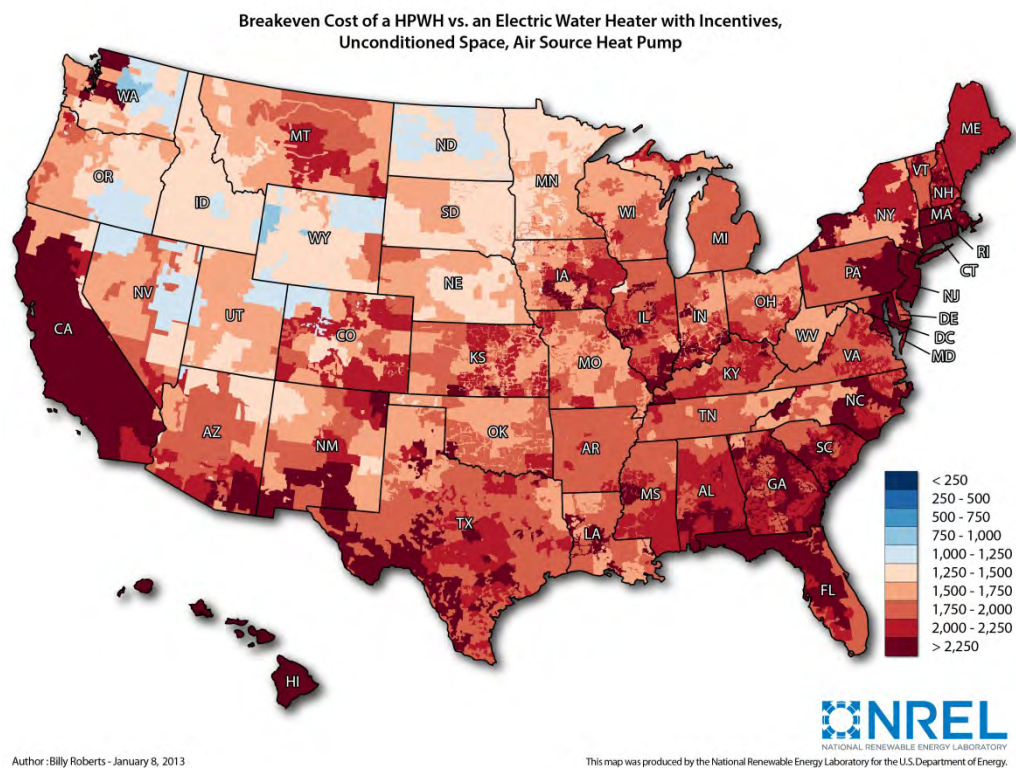 Breakeven Cost of a HPWH vs. an Electric Water Heater with Incentives,
Unconditioned Space, Air Source Heat Pump
WA
MT
ND
MN
ME
OR
ID
SD
WI
VT
NH
NY
MA
WY
MI
RI
CT
NV
UT
NE
IA
PA
NJ
CA
CO
IL
IN
OH
DE
DC
MD
WV
VA
KS
MO
KY
AZ
NM
OK
AR
TN
NC
SC
TX
LA
MS
AL
GA
FL
HI
< 250
250 - 500
500 - 750
750 - 1,000
1,000 - 1,250
1,250 - 1,500
1,500 - 1,750
1,750 - 2,000
2,000 - 2,250
> 2,250
NREL
NATIONAL RENEWABLE ENERGY LABORATORY
Author : Billy Roberts - January 8, 2013
This map was produced by the National Renewable Energy Laboratory for the U.S. Department of Energy.